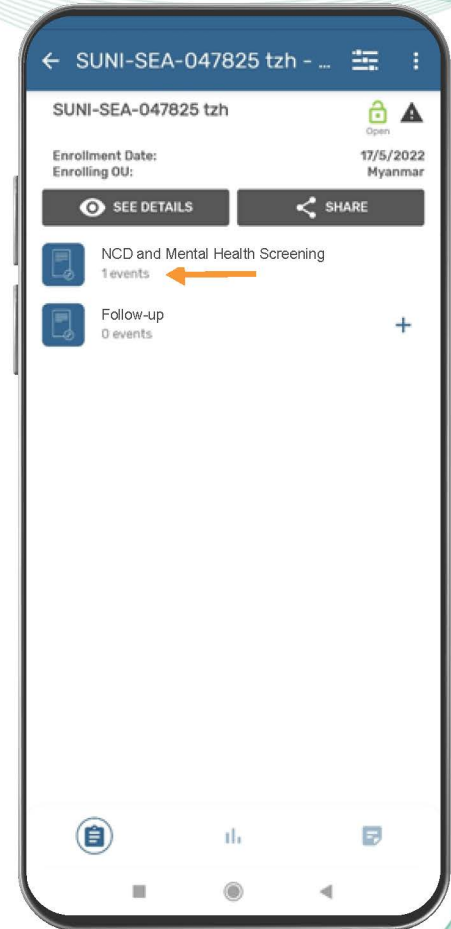 SUNI-SEA-047825 tzh - ...
SUNI-SEA-047825 tzh
Open
Enrollment Date: 17/5/2022
Enrolling OU: Myanmar
SEE DETAILS SHARE
NCD and Mental Health Screening
1 events
Follow-up
0 events